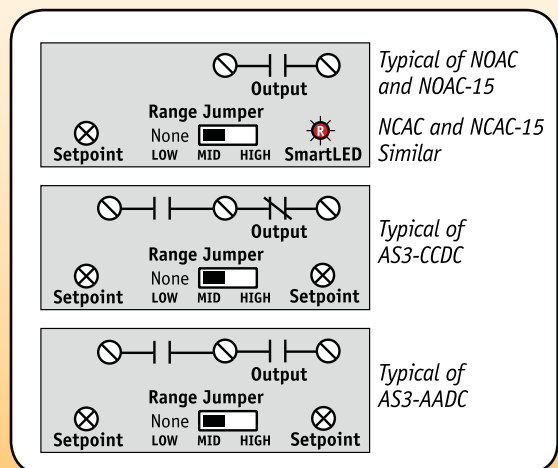 Output
Range Jumper
None
Setpoint LOW MID HIGH SmartLED
R
Typical of NOAC
and NOAC-15
NCAC and NCAC-15
Similar
Output
Range Jumper
None
Setpoint LOW MID HIGH Setpoint
Typical of
AS3-CCDC
Output
Range Jumper
None
Setpoint LOW MID HIGH Setpoint
Typical of
AS3-AADC